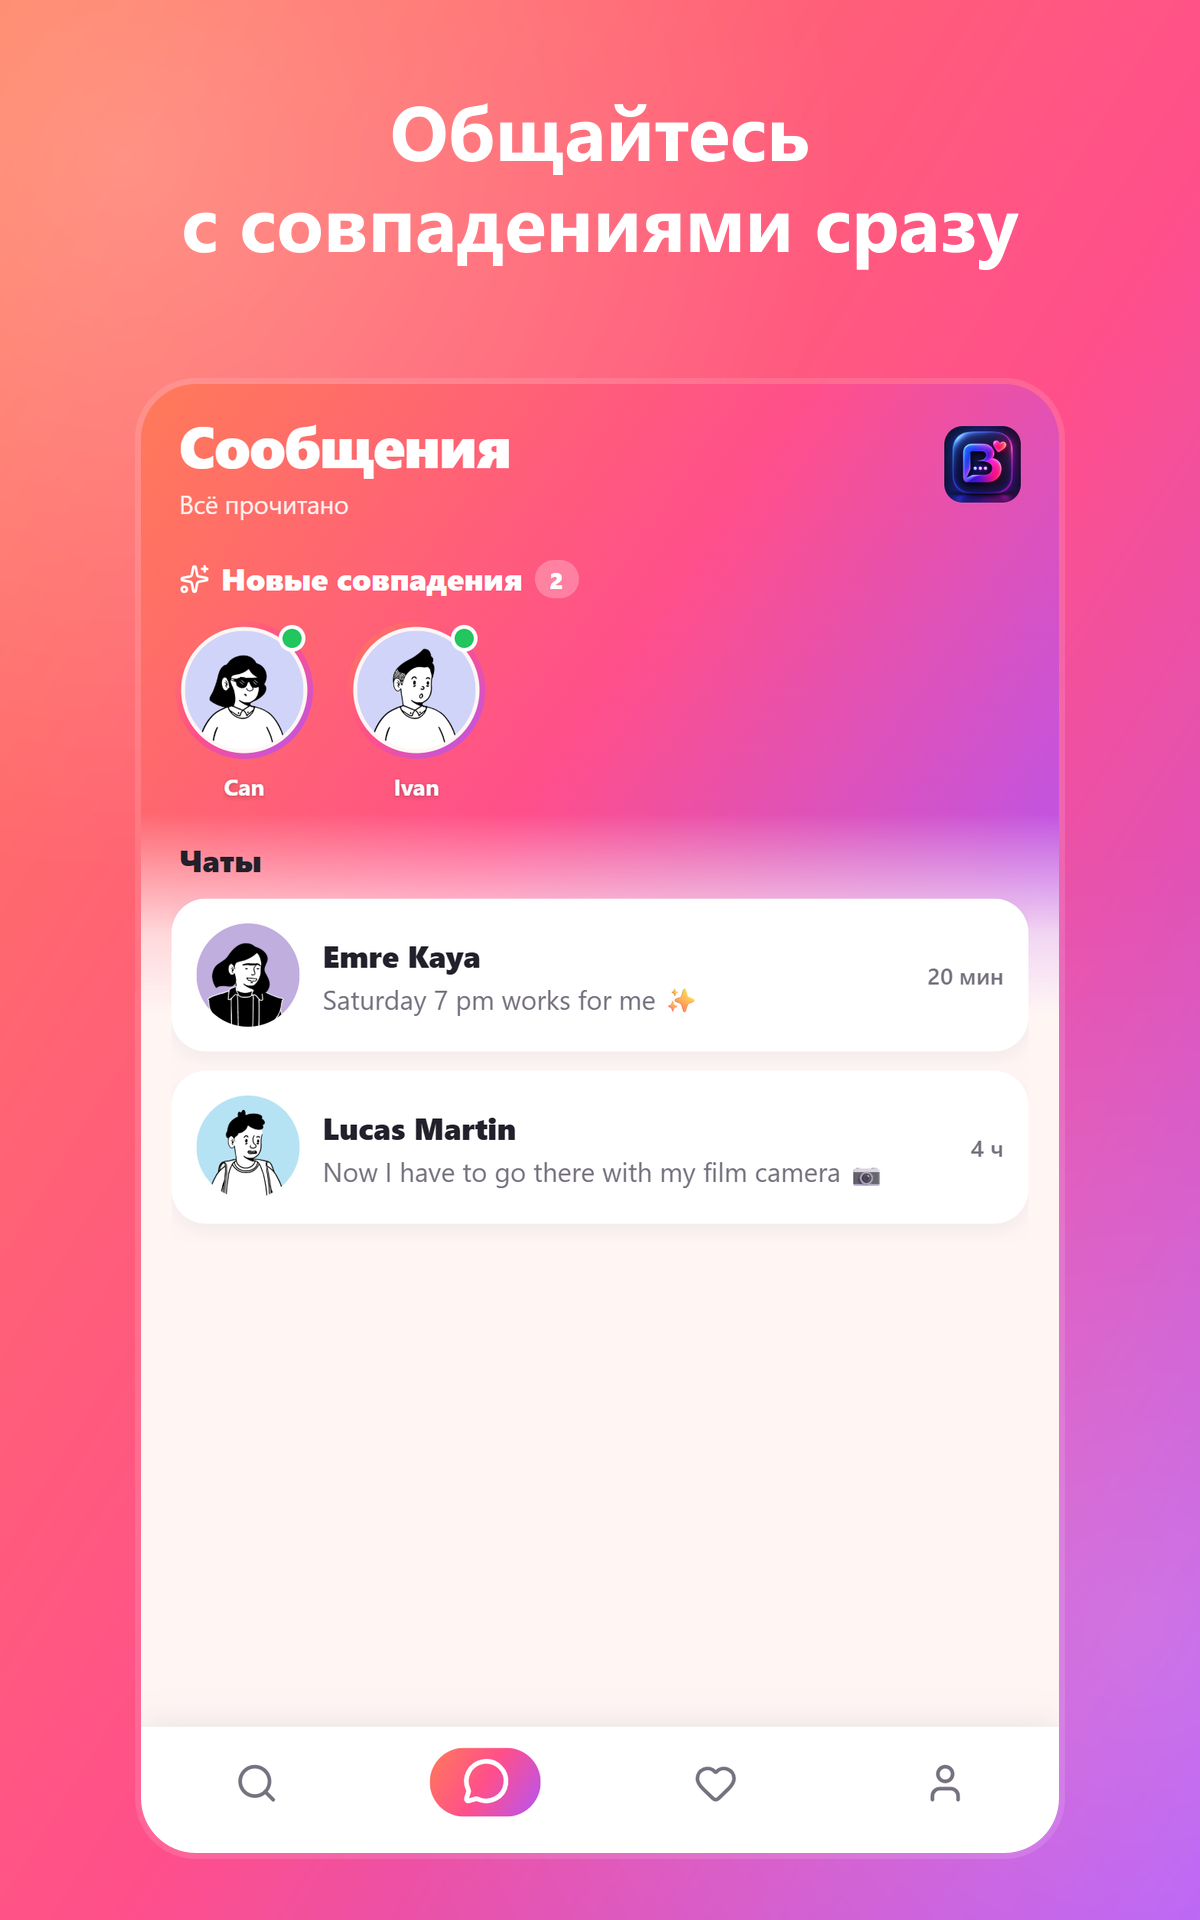 Общайтесь
с совпадениями сразу
Сообщения
Всё прочитано
B
Новые совпадения 2
Can
Ivan
Чаты
Emre Kaya
20 мин
Saturday 7 pm works for me ✨
Lucas Martin
4 ч
Now I have to go there with my film camera 📷